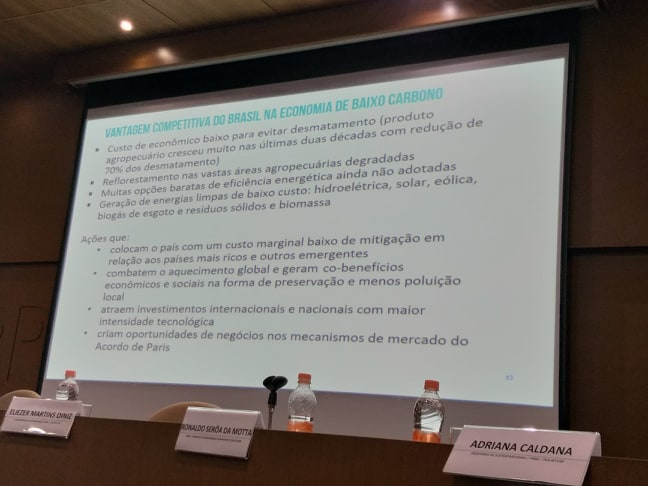 VANTAGEM COMPETITIVA DO BRASIL NA ECONOMIA DE BAIXO CARBONO
▪ Custo de econômico baixo para evitar desmatamento (produto
agropecuário cresceu muito nas últimas duas décadas com redução de
70% dos desmatamento)
▪ Reflorestamento nas vastas áreas agropecuárias degradadas
▪ Muitas opções baratas de eficiência energética ainda não adotadas
▪ Geração de energias limpas de baixo custo: hidroelétrica, solar, eólica,
biogás de esgoto e resíduos sólidos e biomassa
Ações que:
• colocam o país com um custo marginal baixo de mitigação em
relação aos países mais ricos e outros emergentes
• combatem o aquecimento global e geram co-benefícios
econômicos e sociais na forma de preservação e menos poluição
local
• atraem investimentos internacionais e nacionais com maior
intensidade tecnológica
• criam oportunidades de negócios nos mecanismos de mercado do
Acordo de Paris
ELIEZER MARTINS DINIZ
RONALDO SERÔA DA MOTTA
ADRIANA CALDANA